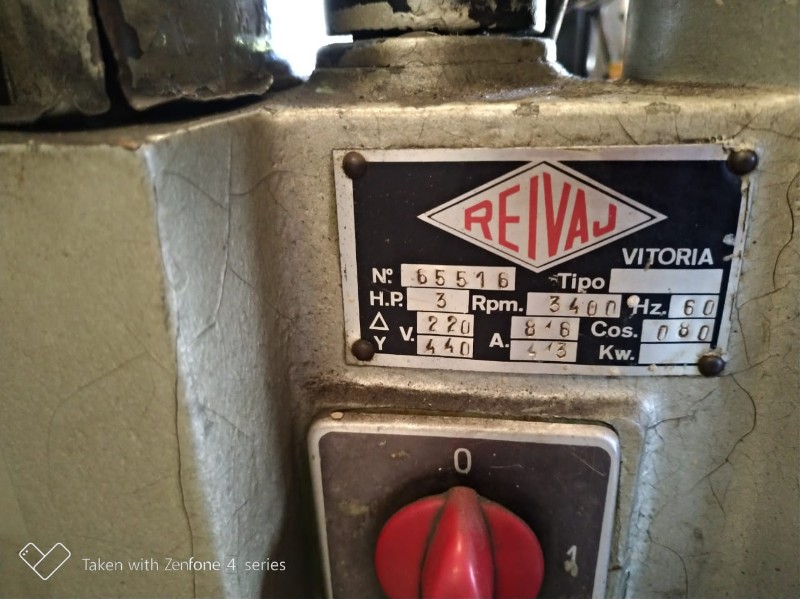 REIVAJ
VITORIA
Nº. 65516 Tipo
H.P. 3 Rpm. 3400 Hz. 60
△ V. 220 A. 8'6 Cos. 080
Y 440 4'3 Kw.
0
1
Taken with Zenfone 4 series